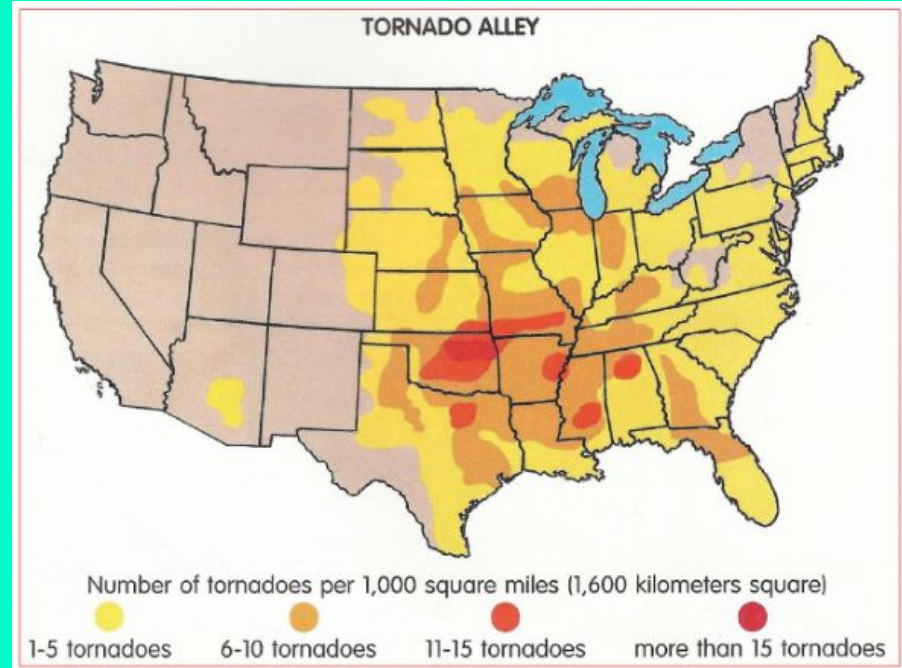 TORNADO ALLEY
Number of tornadoes per 1,000 square miles (1,600 kilometers square)
1-5 tornadoes
6-10 tornadoes
11-15 tornadoes
more than 15 tornadoes